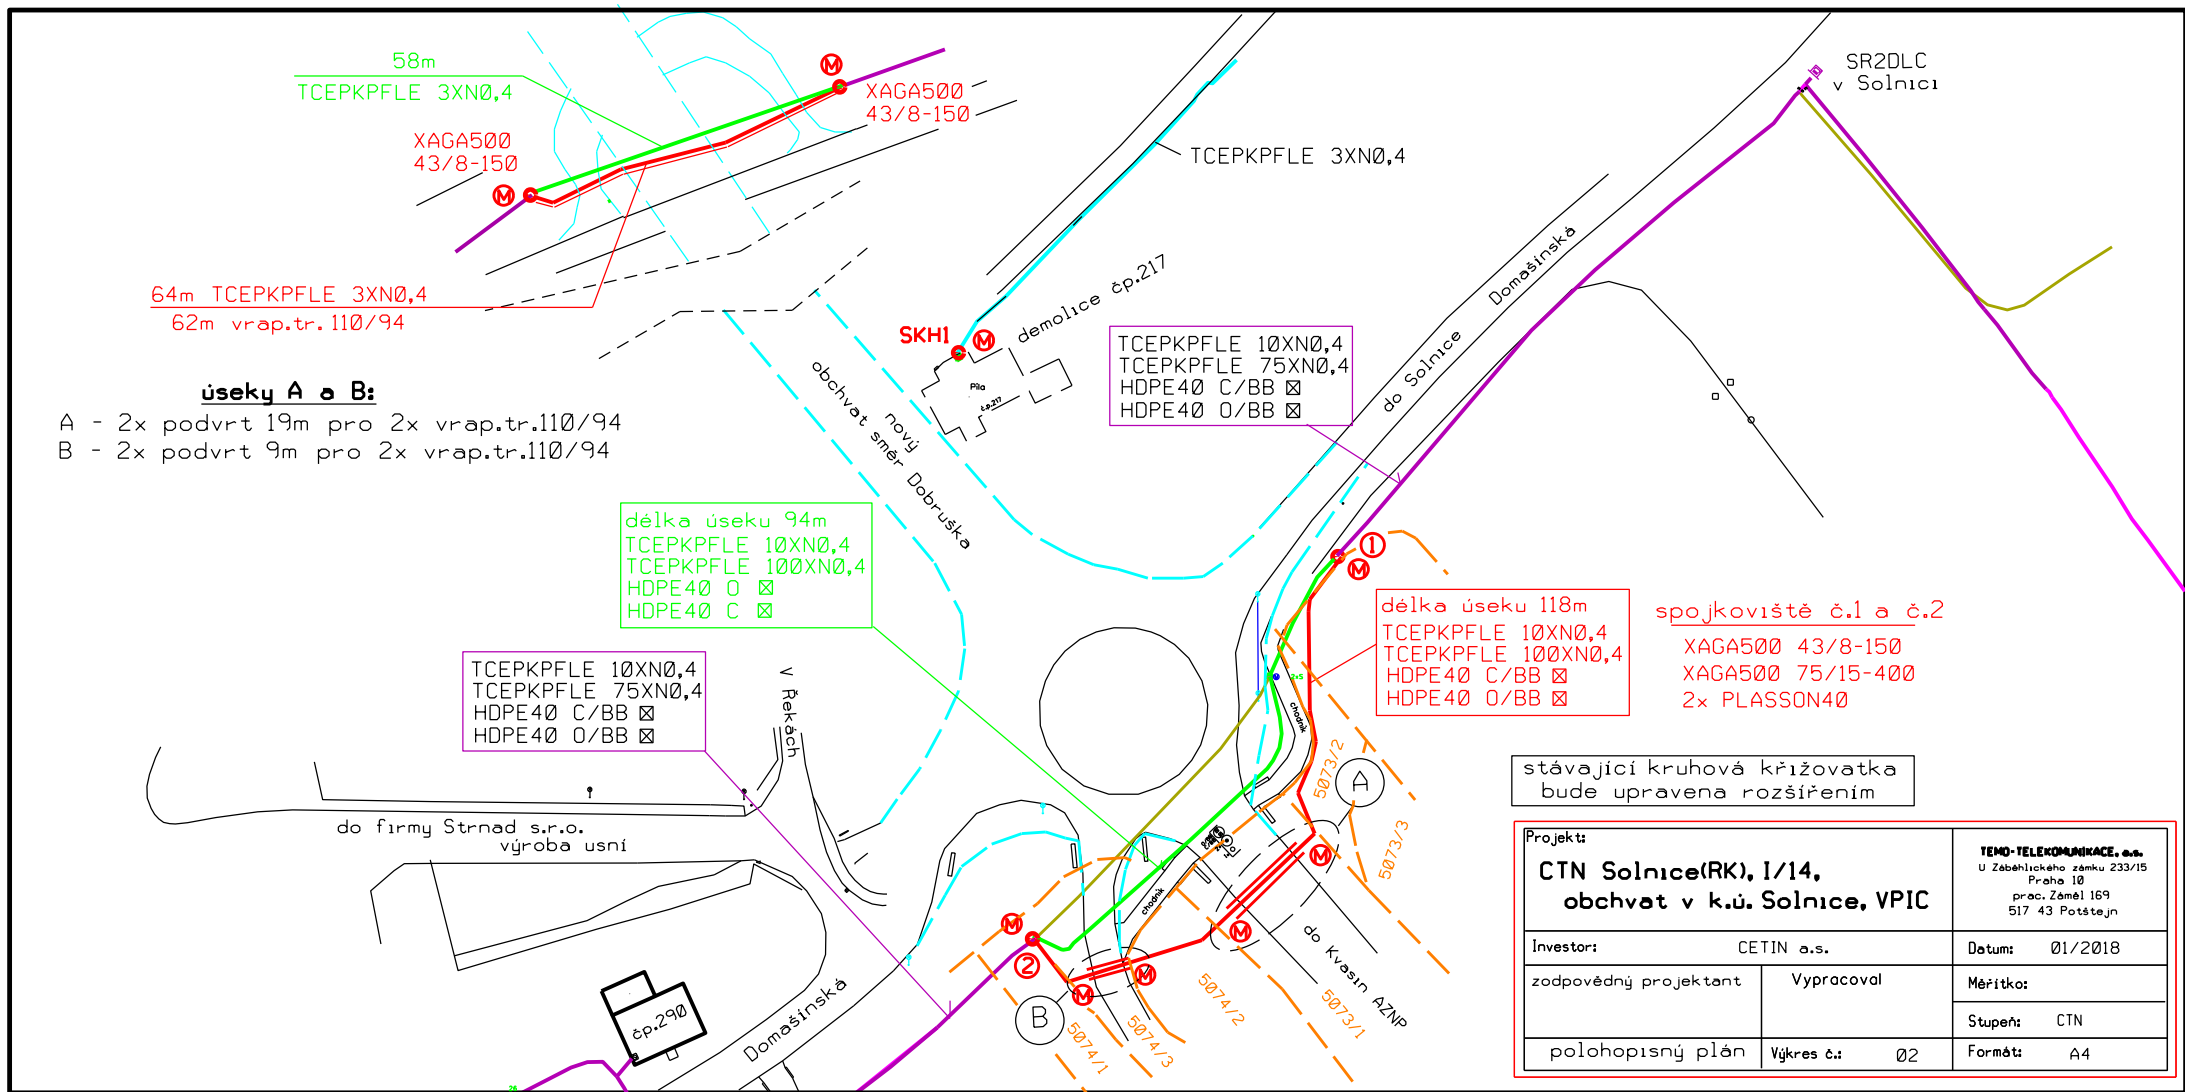 58m
TCEPKPFLE 3XN0,4
M
XAGA500
43/8-150
XAGA500
43/8-150
M
64m TCEPKPFLE 3XN0,4
62m vrap.tr. 110/94
úseky A a B:
A - 2x podvrt 19m pro 2x vrap.tr.110/94
B - 2x podvrt 9m pro 2x vrap.tr.110/94
SR2DLC
v Solnici
TCEPKPFLE 3XN0,4
SKH1
M
demolice čp.217
Pila
č.p.217
nový
obchvat směr Dobruška
do Solnice
Domašinská
TCEPKPFLE 10XN0,4
TCEPKPFLE 75XN0,4
HDPE40 C/BB
HDPE40 O/BB
délka úseku 94m
TCEPKPFLE 10XN0,4
TCEPKPFLE 100XN0,4
HDPE40 O
HDPE40 C
1
M
délka úseku 118m
TCEPKPFLE 10XN0,4
TCEPKPFLE 100XN0,4
HDPE40 C/BB
HDPE40 O/BB
spojkoviště č.1 a č.2
XAGA500 43/8-150
XAGA500 75/15-400
2x PLASSON40
TCEPKPFLE 10XN0,4
TCEPKPFLE 75XN0,4
HDPE40 C/BB
HDPE40 O/BB
V Řekách
chodník
5073/2
A
5073/3
stávající kruhová křižovatka
bude upravena rozšířením
do firmy Strnad s.r.o.
výroba usní
M
M
M
chodník
2
M
M
B
do Kvasin AZNP
5074/2
5073/1
5074/1
5074/3
čp.290
Domašinská
Projekt:
CTN Solnice(RK), I/14,
obchvat v k.ú. Solnice, VPIC
TEMO-TELEKOMUNIKACE, a.s.
U Záběhlického zámku 233/15
Praha 10
prac. Záměl 169
517 43 Potštejn
Investor:
CETIN a.s.
Datum: 01/2018
zodpovědný projektant
Vypracoval
Měřítko:
Stupeň: CTN
polohopisný plán
Výkres č.: 02
Formát: A4